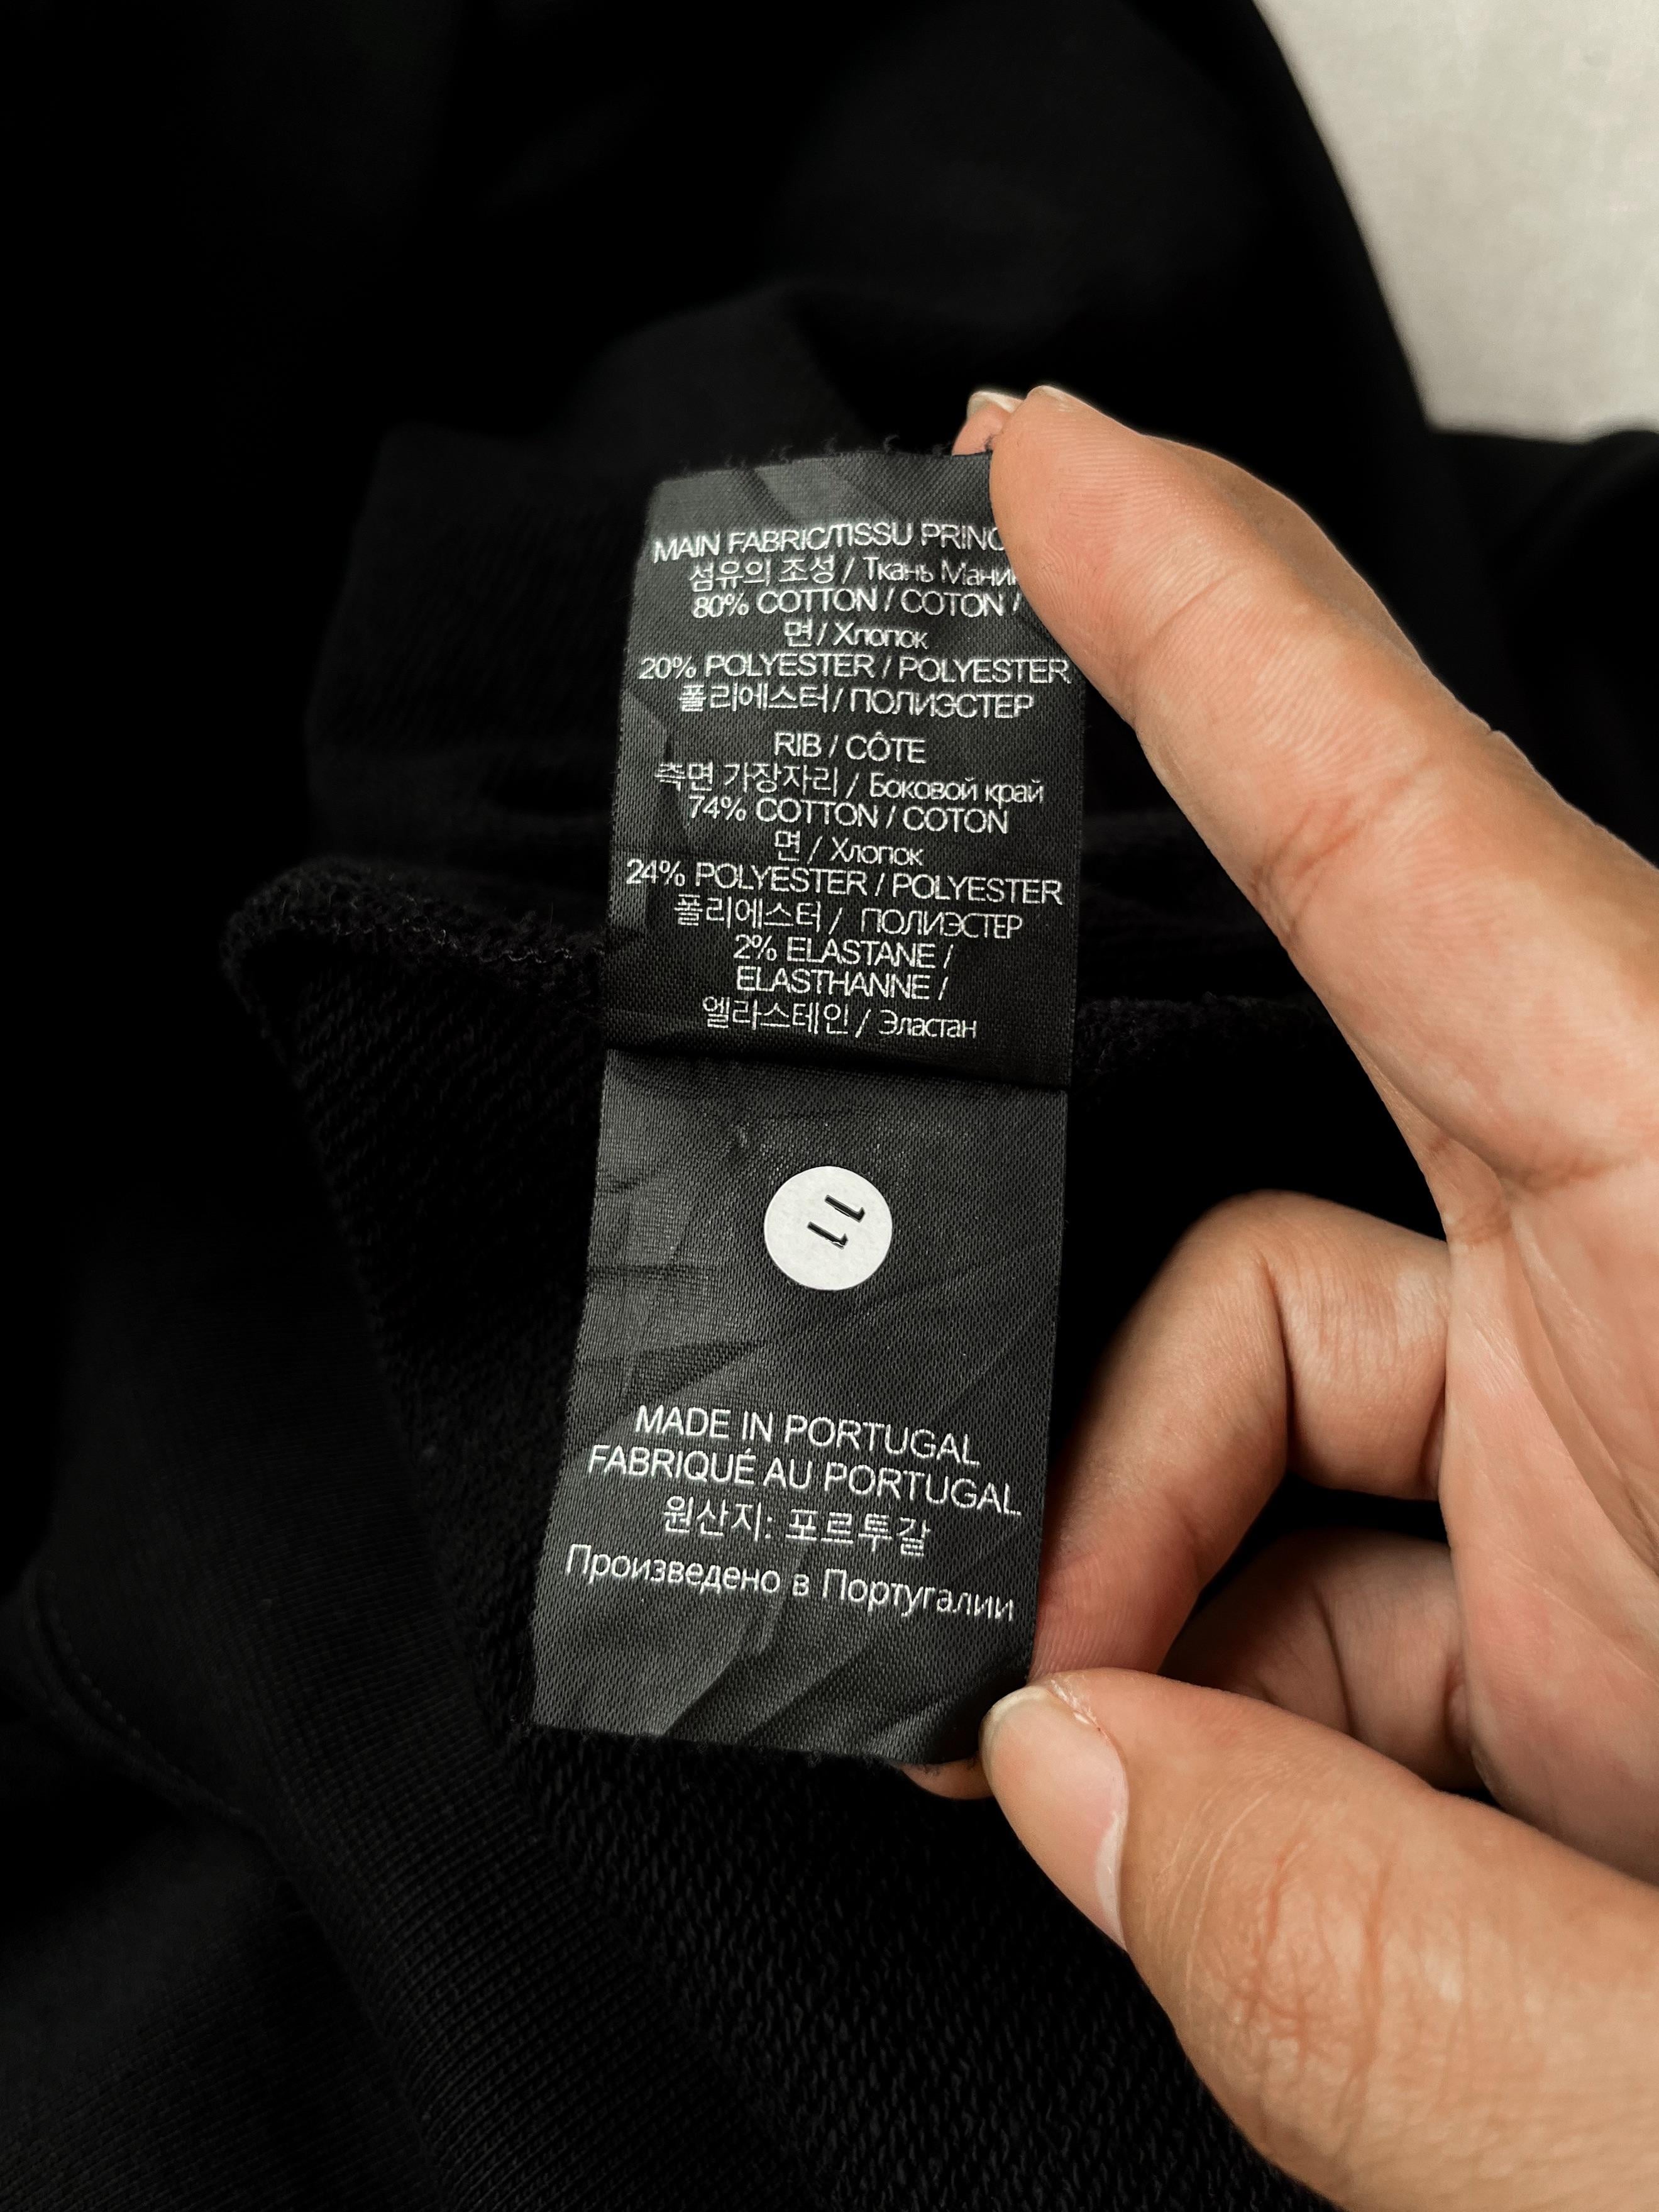 MAIN FABRIC/TISSU
섬유의 조성 / Ткань
80% COTTON / COTON /
면 / Хлопок
20% POLYESTER / POLYESTER
폴리에스터 / ПОЛИЭСТЕР
RIB / CÔTE
측면 가장자리 / Боковой край
74% COTTON / COTON
면 / Хлопок
24% POLYESTER / POLYESTER
폴리에스터 / ПОЛИЭСТЕР
2% ELASTANE /
ELASTHANNE /
엘라스테인 / Эластан
11
MADE IN PORTUGAL
FABRIQUÉ AU PORTUGAL
원산지: 포르투갈
Произведено в Португалии